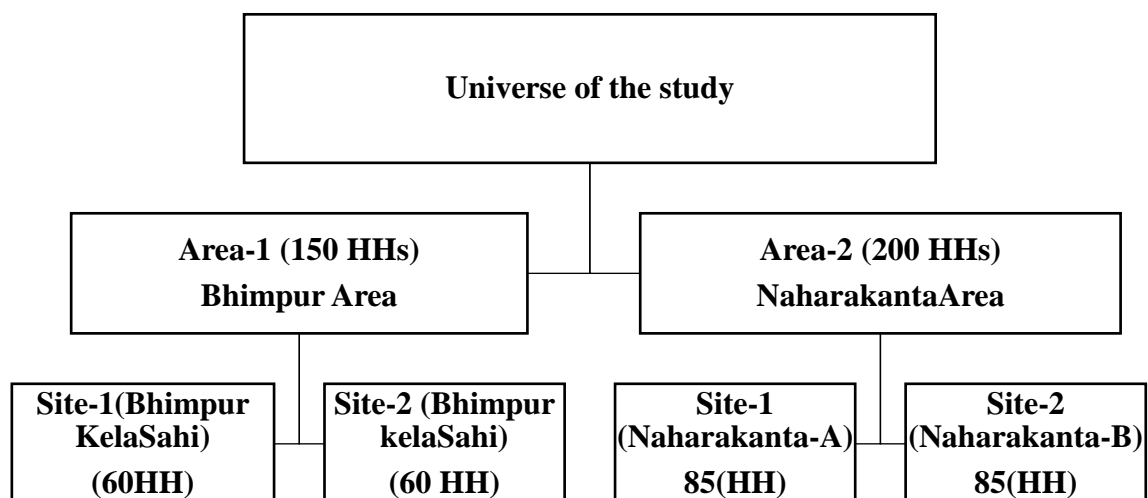 Universe of the study
Area-1 (150 HHs)
Bhimpur Area
Area-2 (200 HHs)
NaharakantaArea
Site-1(Bhimpur
KelaSahi)
(60HH)
Site-2 (Bhimpur
kelaSahi)
(60 HH)
Site-1
(Naharakanta-A)
85(HH)
Site-2
(Naharakanta-B)
85(HH)